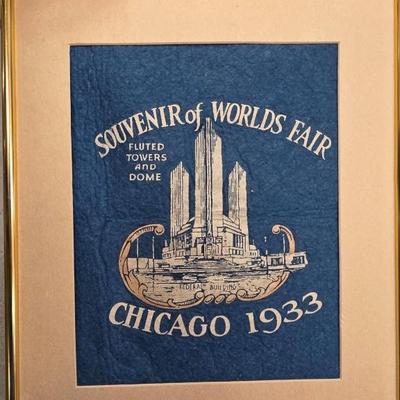 SOUVENIR of WORLDS FAIR
FLUTED
TOWERS
AND
DOME
FEDERAL BUILDING
CHICAGO 1933